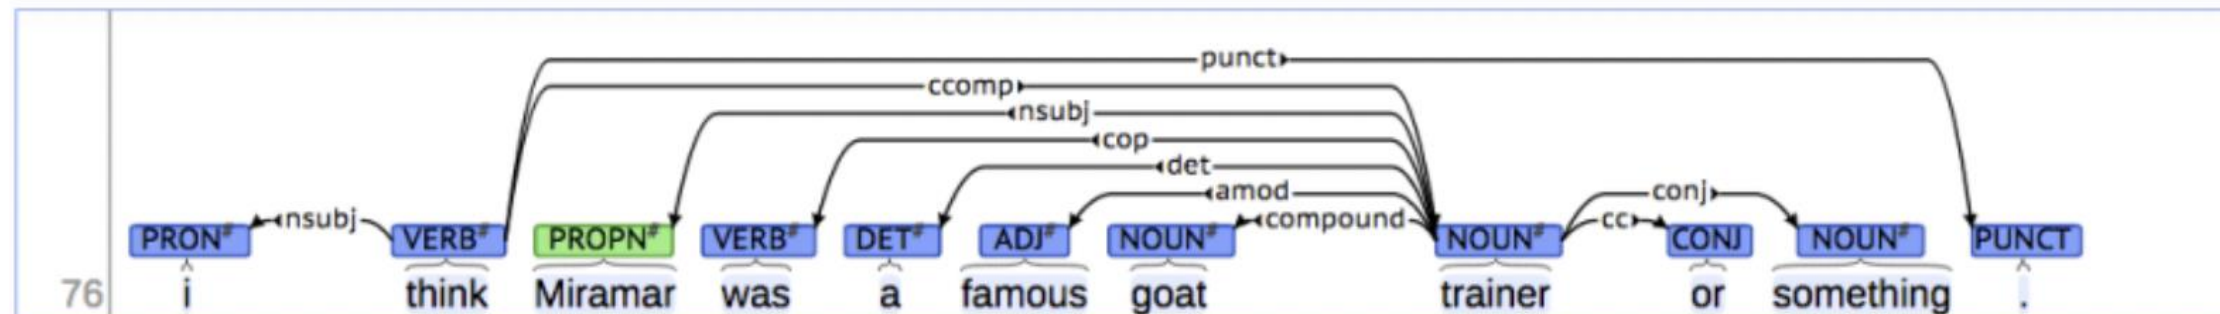 punct
ccomp
nsubj
cop
det
amod conj
nsubj compound cc
PRON# VERB# PROPN# VERB# DET# ADJ# NOUN# NOUN# CONJ NOUN# PUNCT
76 i think Miramar was a famous goat trainer or something .